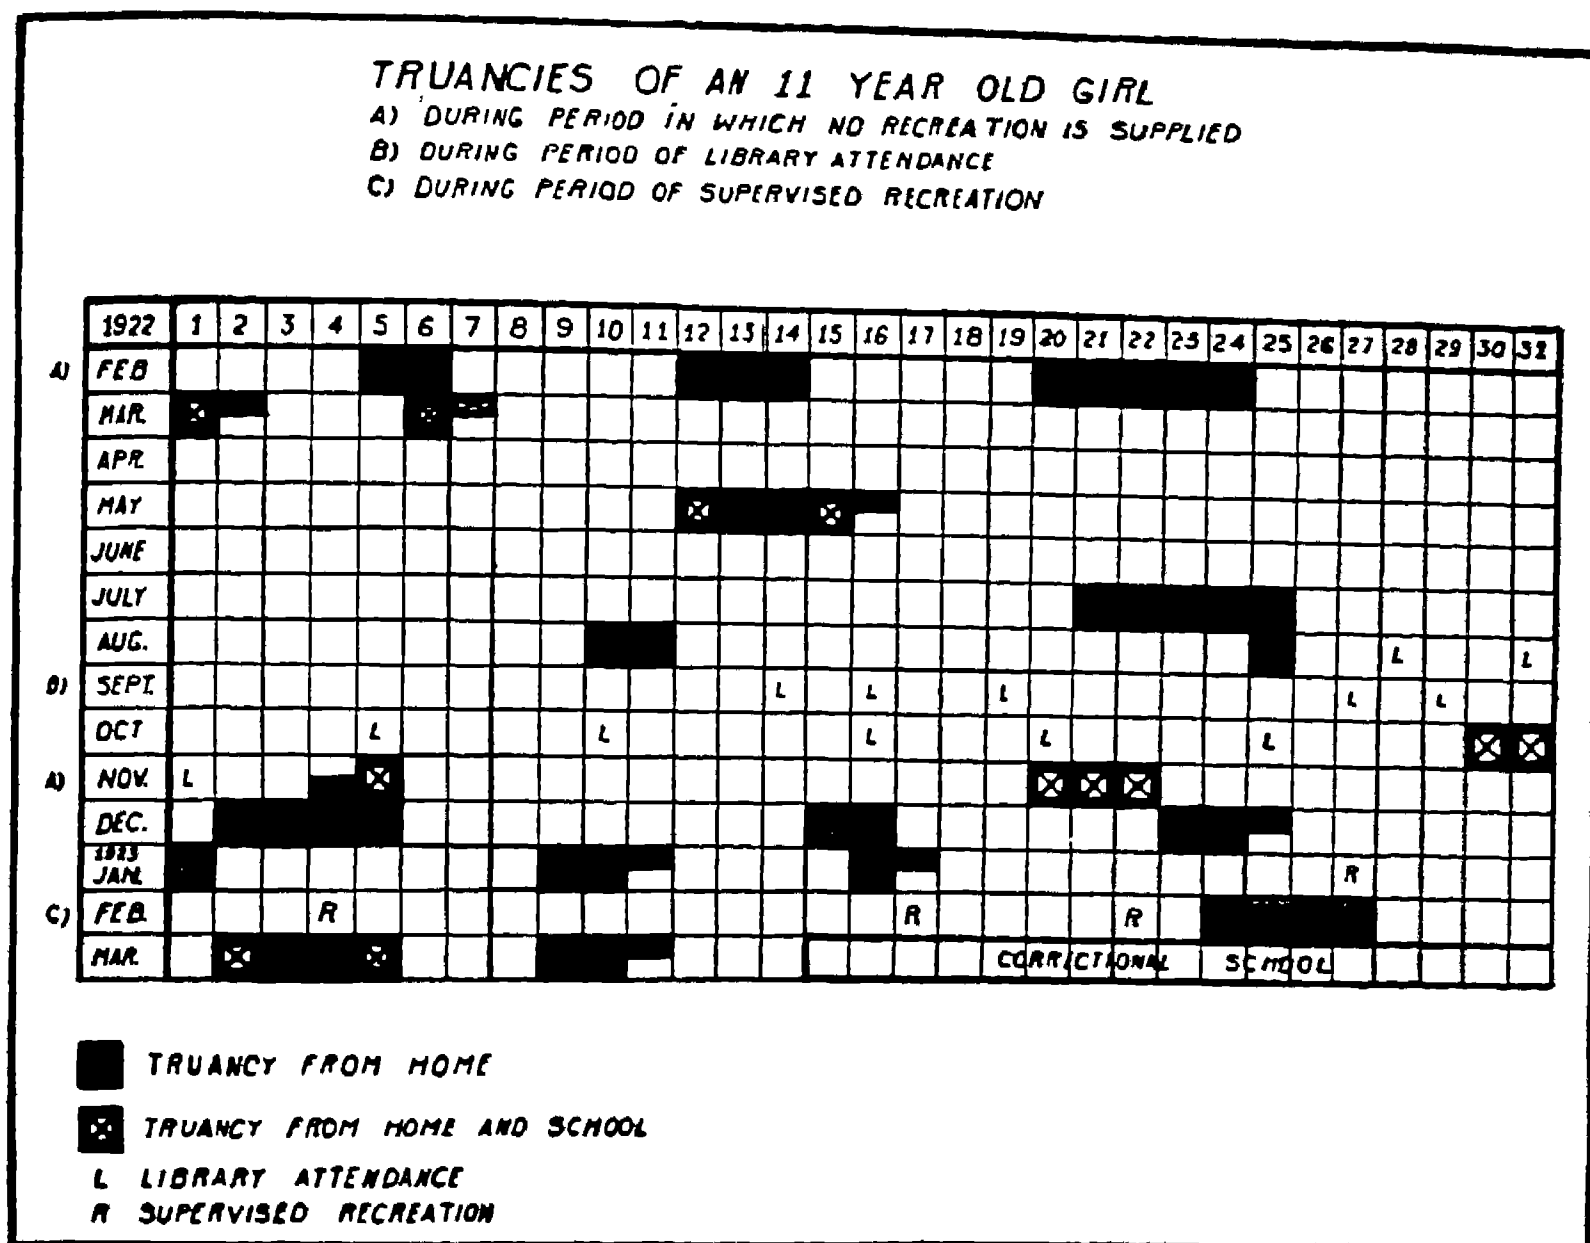 TRUANCIES OF AN 11 YEAR OLD GIRL
A) DURING PERIOD IN WHICH NO RECREATION IS SUPPLIED
B) DURING PERIOD OF LIBRARY ATTENDANCE
C) DURING PERIOD OF SUPERVISED RECREATION
1922 1 2 3 4 5 6 7 8 9 10 11 12 13 14 15 16 17 18 19 20 21 22 23 24 25 26 27 28 29 30 31
A) FEB
MAR.
APR.
MAY
JUNE
JULY
AUG. L L
B) SEPT. L L L L L
OCT L L L L L
A) NOV. L
DEC.
1923
JAN. R
C) FEB. R R R
MAR. CORRECTIONAL SCHOOL
TRUANCY FROM HOME
TRUANCY FROM HOME AND SCHOOL
L LIBRARY ATTENDANCE
R SUPERVISED RECREATION